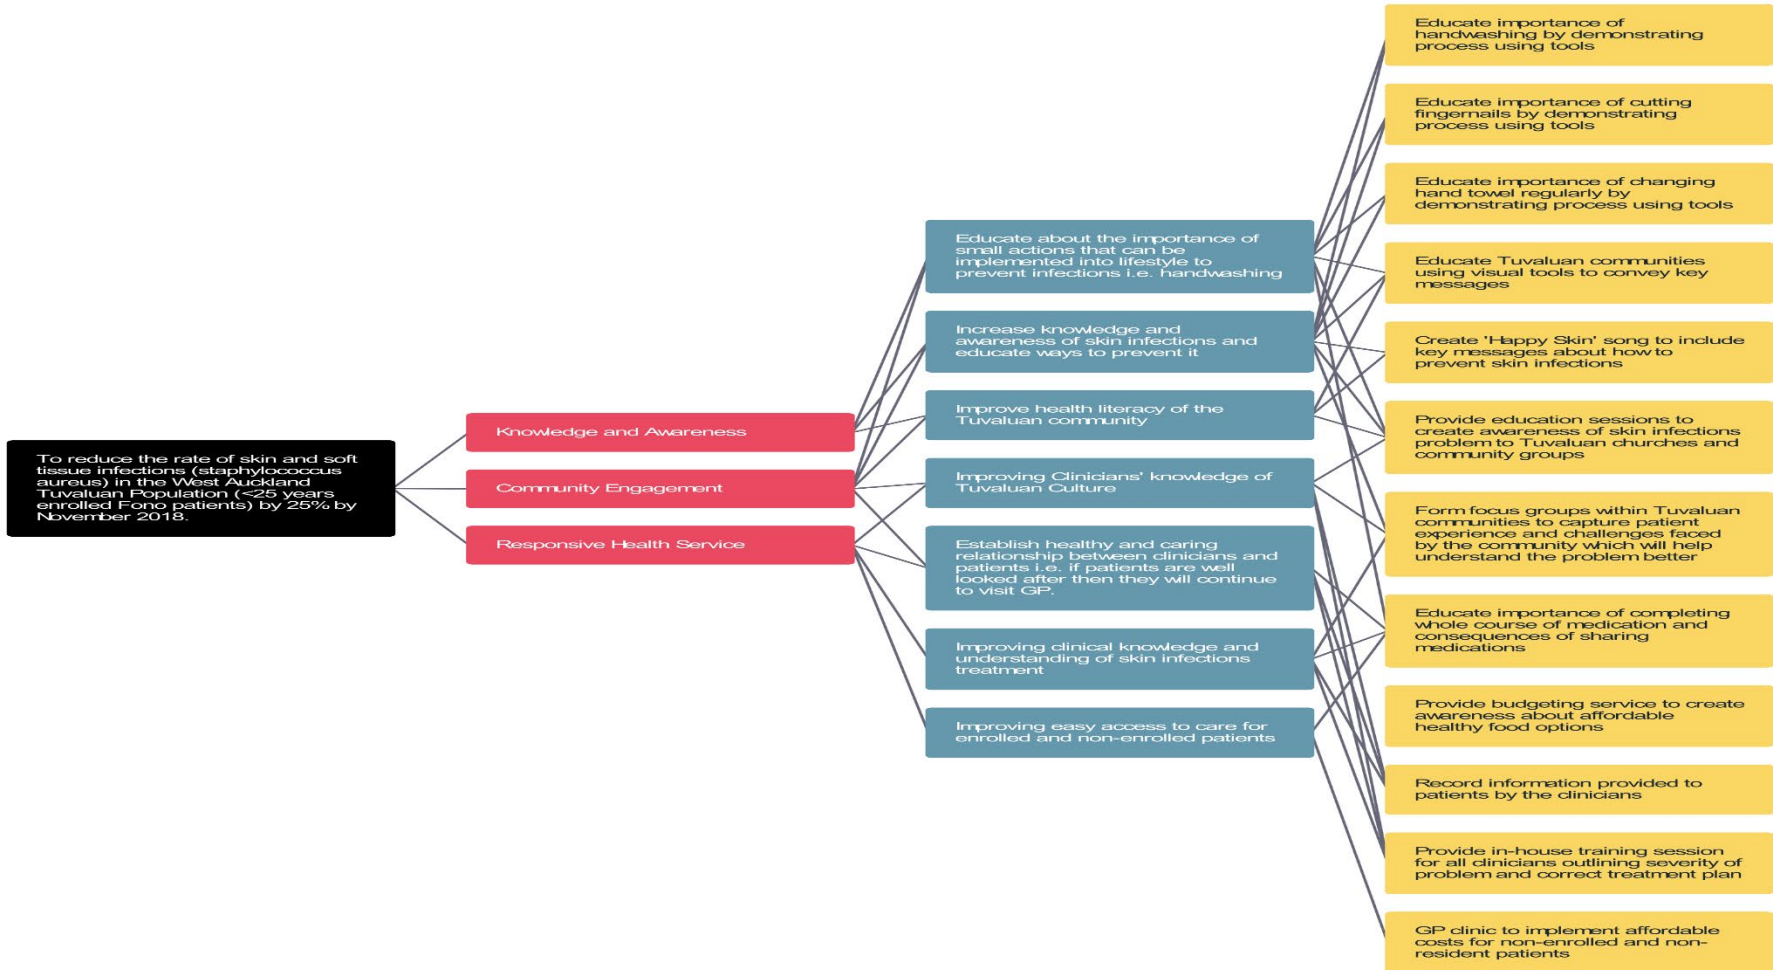 To reduce the rate of skin and soft
tissue infections (staphylococcus
aureus) in the West Auckland
Tuvaluan Population (<25 years
enrolled Fono patients) by 25% by
November 2018.
Knowledge and Awareness
Community Engagement
Responsive Health Service
Educate about the importance of
small actions that can be
implemented into lifestyle to
prevent infections i.e. handwashing
Increase knowledge and
awareness of skin infections and
educate ways to prevent it
Improve health literacy of the
Tuvaluan community
Improving Clinicians' knowledge of
Tuvaluan Culture
Establish healthy and caring
relationship between clinicians and
patients i.e. if patients are well
looked after then they will continue
to visit GP.
Improving clinical knowledge and
understanding of skin infections
treatment
Improving easy access to care for
enrolled and non-enrolled patients
Educate importance of
handwashing by demonstrating
process using tools
Educate importance of cutting
fingernails by demonstrating
process using tools
Educate importance of changing
hand towel regularly by
demonstrating process using tools
Educate Tuvaluan communities
using visual tools to convey key
messages
Create 'Happy Skin' song to include
key messages about how to
prevent skin infections
Provide education sessions to
create awareness of skin infections
problem to Tuvaluan churches and
community groups
Form focus groups within Tuvaluan
communities to capture patient
experience and challenges faced
by the community which will help
understand the problem better
Educate importance of completing
whole course of medication and
consequences of sharing
medications
Provide budgeting service to create
awareness about affordable
healthy food options
Record information provided to
patients by the clinicians
Provide in-house training session
for all clinicians outlining severity of
problem and correct treatment plan
GP clinic to implement affordable
costs for non-enrolled and non-
resident patients